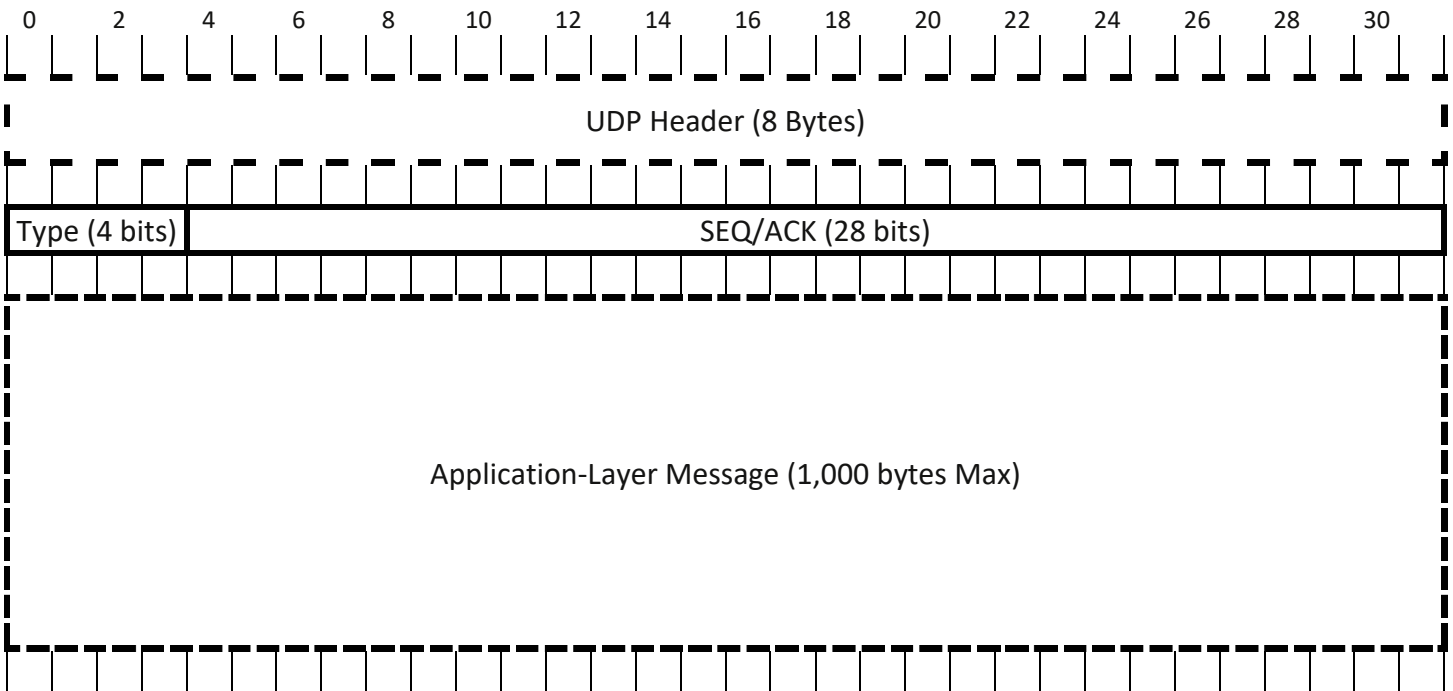 0 2 4 6 8 10 12 14 16 18 20 22 24 26 28 30
UDP Header (8 Bytes)
Type (4 bits) SEQ/ACK (28 bits)
Application-Layer Message (1,000 bytes Max)